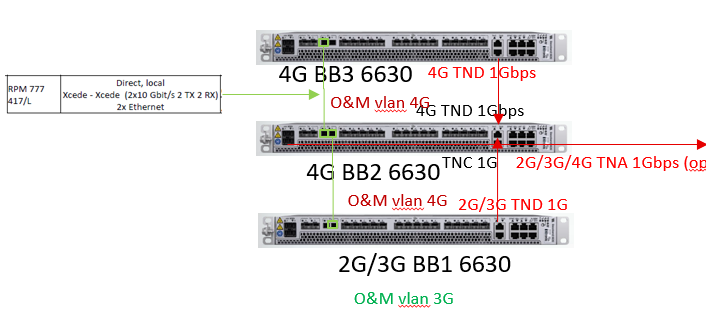 4G BB3 6630
4G TND 1Gbps
RPM 777
417/L
Direct, local
Xcede - Xcede (2x10 Gbit/s 2 TX 2 RX)
2x Ethernet
O&M vlan 4G
4G TND 1Gbps
4G BB2 6630
TNC 1G
2G/3G/4G TNA 1Gbps (op
O&M vlan 4G
2G/3G TND 1G
2G/3G BB1 6630
O&M vlan 3G